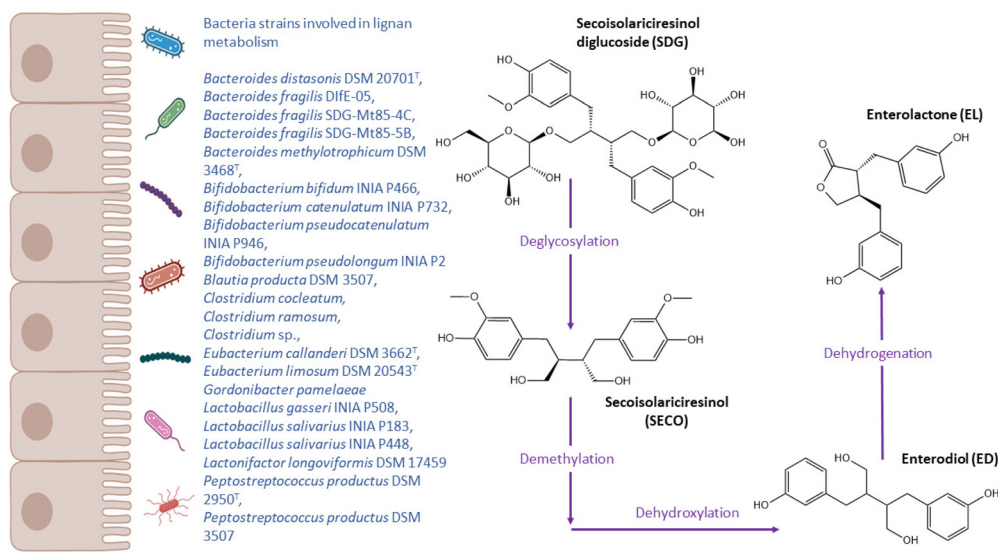 Bacteria strains involved in lignan
metabolism
Bacteroides distasonis DSM 20701ᵀ,
Bacteroides fragilis DIfE-05,
Bacteroides fragilis SDG-Mt85-4C,
Bacteroides fragilis SDG-Mt85-5B,
Bacteroides methylotrophicum DSM
3468ᵀ,
Bifidobacterium bifidum INIA P466,
Bifidobacterium catenulatum INIA P732,
Bifidobacterium pseudocatenulatum
INIA P946,
Bifidobacterium pseudolongum INIA P2
Blautia producta DSM 3507,
Clostridium cocleatum,
Clostridium ramosum,
Clostridium sp.,
Eubacterium callanderi DSM 3662ᵀ,
Eubacterium limosum DSM 20543ᵀ
Gordonibacter pamelaeae
Lactobacillus gasseri INIA P508,
Lactobacillus salivarius INIA P183,
Lactobacillus salivarius INIA P448,
Lactonifactor longoviformis DSM 17459
Peptostreptococcus productus DSM
2950ᵀ,
Peptostreptococcus productus DSM
3507
Secoisolariciresinol
diglucoside (SDG)
HO
O
OH
HO OH
O O OH
HO O O
HO OH
OH
O
OH
Deglycosylation
O O
HO OH
HO OH
Secoisolariciresinol
(SECO)
Demethylation
Dehydroxylation
Enterodiol (ED)
HO
HO OH
OH
Dehydrogenation
Enterolactone (EL)
OH
O
O
HO